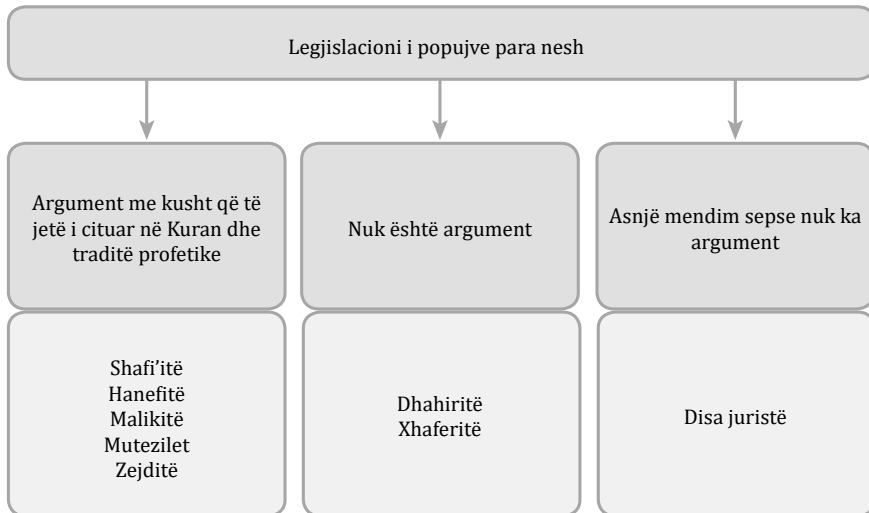 Legjislacioni i popujve para nesh
Argument me kusht që të
jetë i cituar në Kuran dhe
traditë profetike
Nuk është argument
Asnjë mendim sepse nuk ka
argument
Shafi’itë
Hanefitë
Malikitë
Mutezilet
Zejditë
Dhahiritë
Xhaferitë
Disa juristë